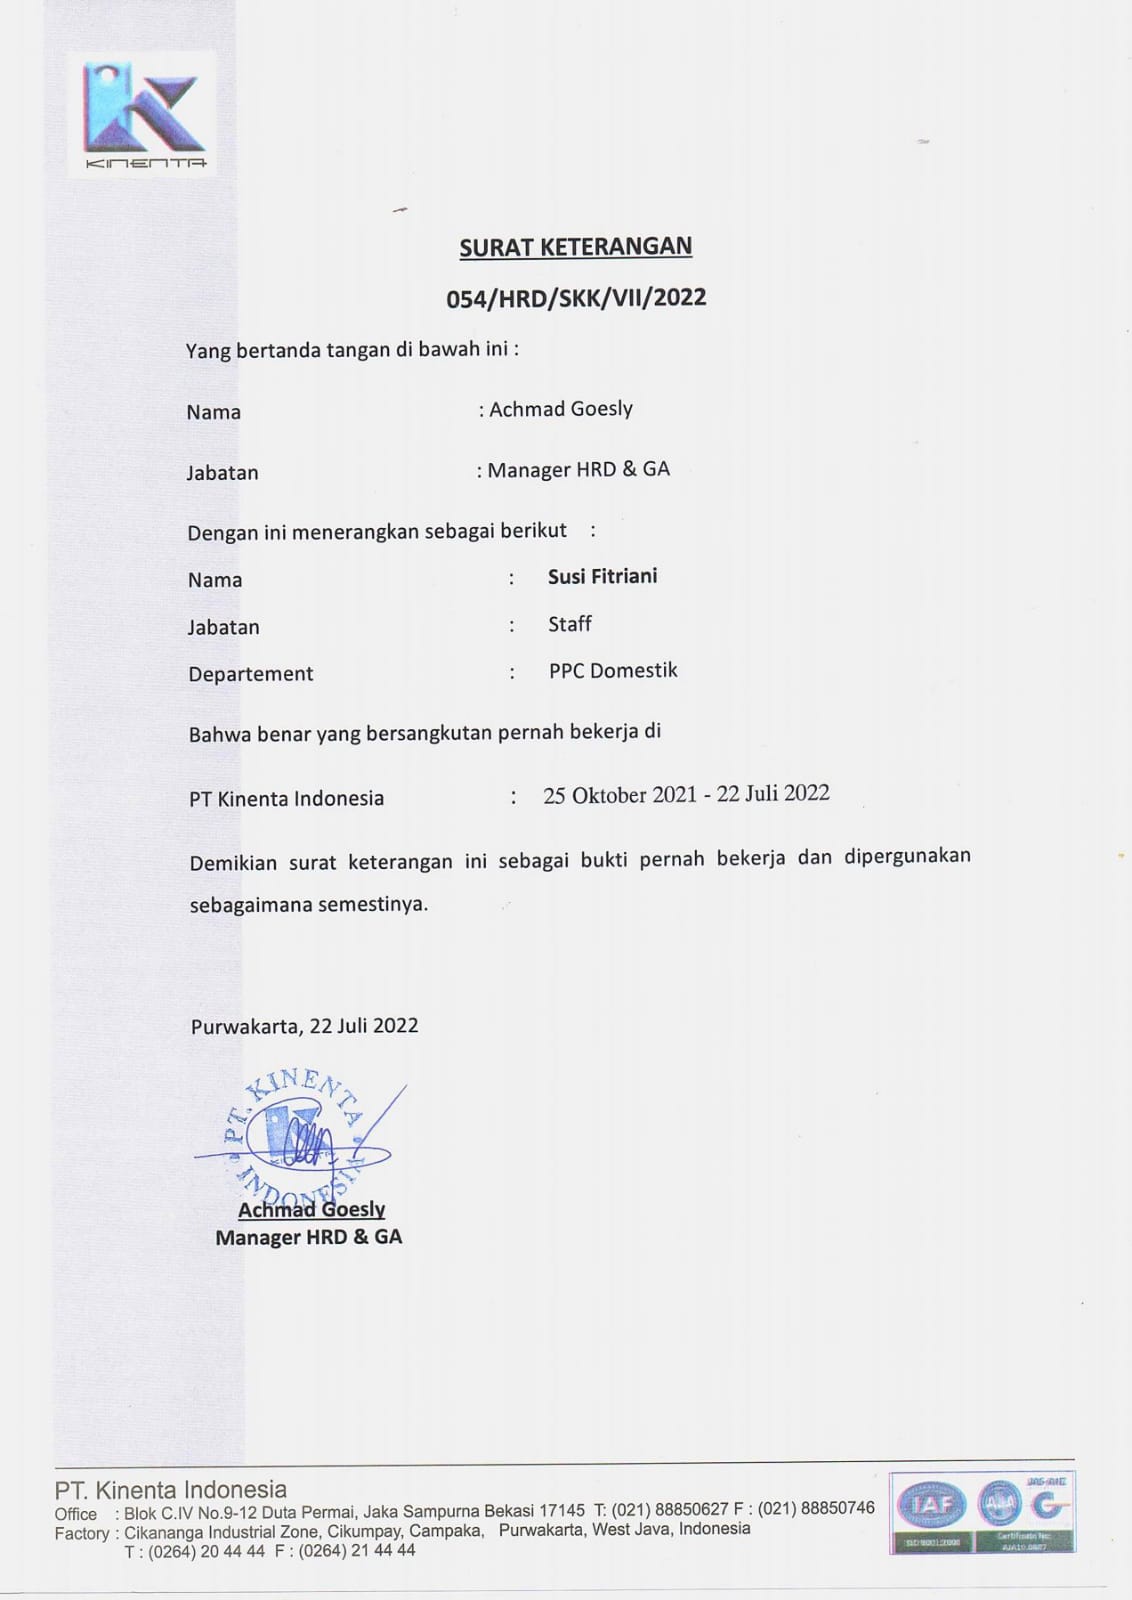 KINENTA
SURAT KETERANGAN
054/HRD/SKK/VII/2022
Yang bertanda tangan di bawah ini :
Nama : Achmad Goesly
Jabatan : Manager HRD & GA
Dengan ini menerangkan sebagai berikut :
Nama : Susi Fitriani
Jabatan : Staff
Departement : PPC Domestik
Bahwa benar yang bersangkutan pernah bekerja di
PT Kinenta Indonesia : 25 Oktober 2021 - 22 Juli 2022
Demikian surat keterangan ini sebagai bukti pernah bekerja dan dipergunakan
sebagaimana semestinya.
Purwakarta, 22 Juli 2022
PT. KINENTA
INDONESIA
Achmad Goesly
Manager HRD & GA
PT. Kinenta Indonesia
Office : Blok C.IV No.9-12 Duta Permai, Jaka Sampurna Bekasi 17145 T: (021) 88850627 F : (021) 88850746
Factory : Cikananga Industrial Zone, Cikumpay, Campaka, Purwakarta, West Java, Indonesia
T : (0264) 20 44 44 F : (0264) 21 44 44
IAF
AJA
Certificate No: